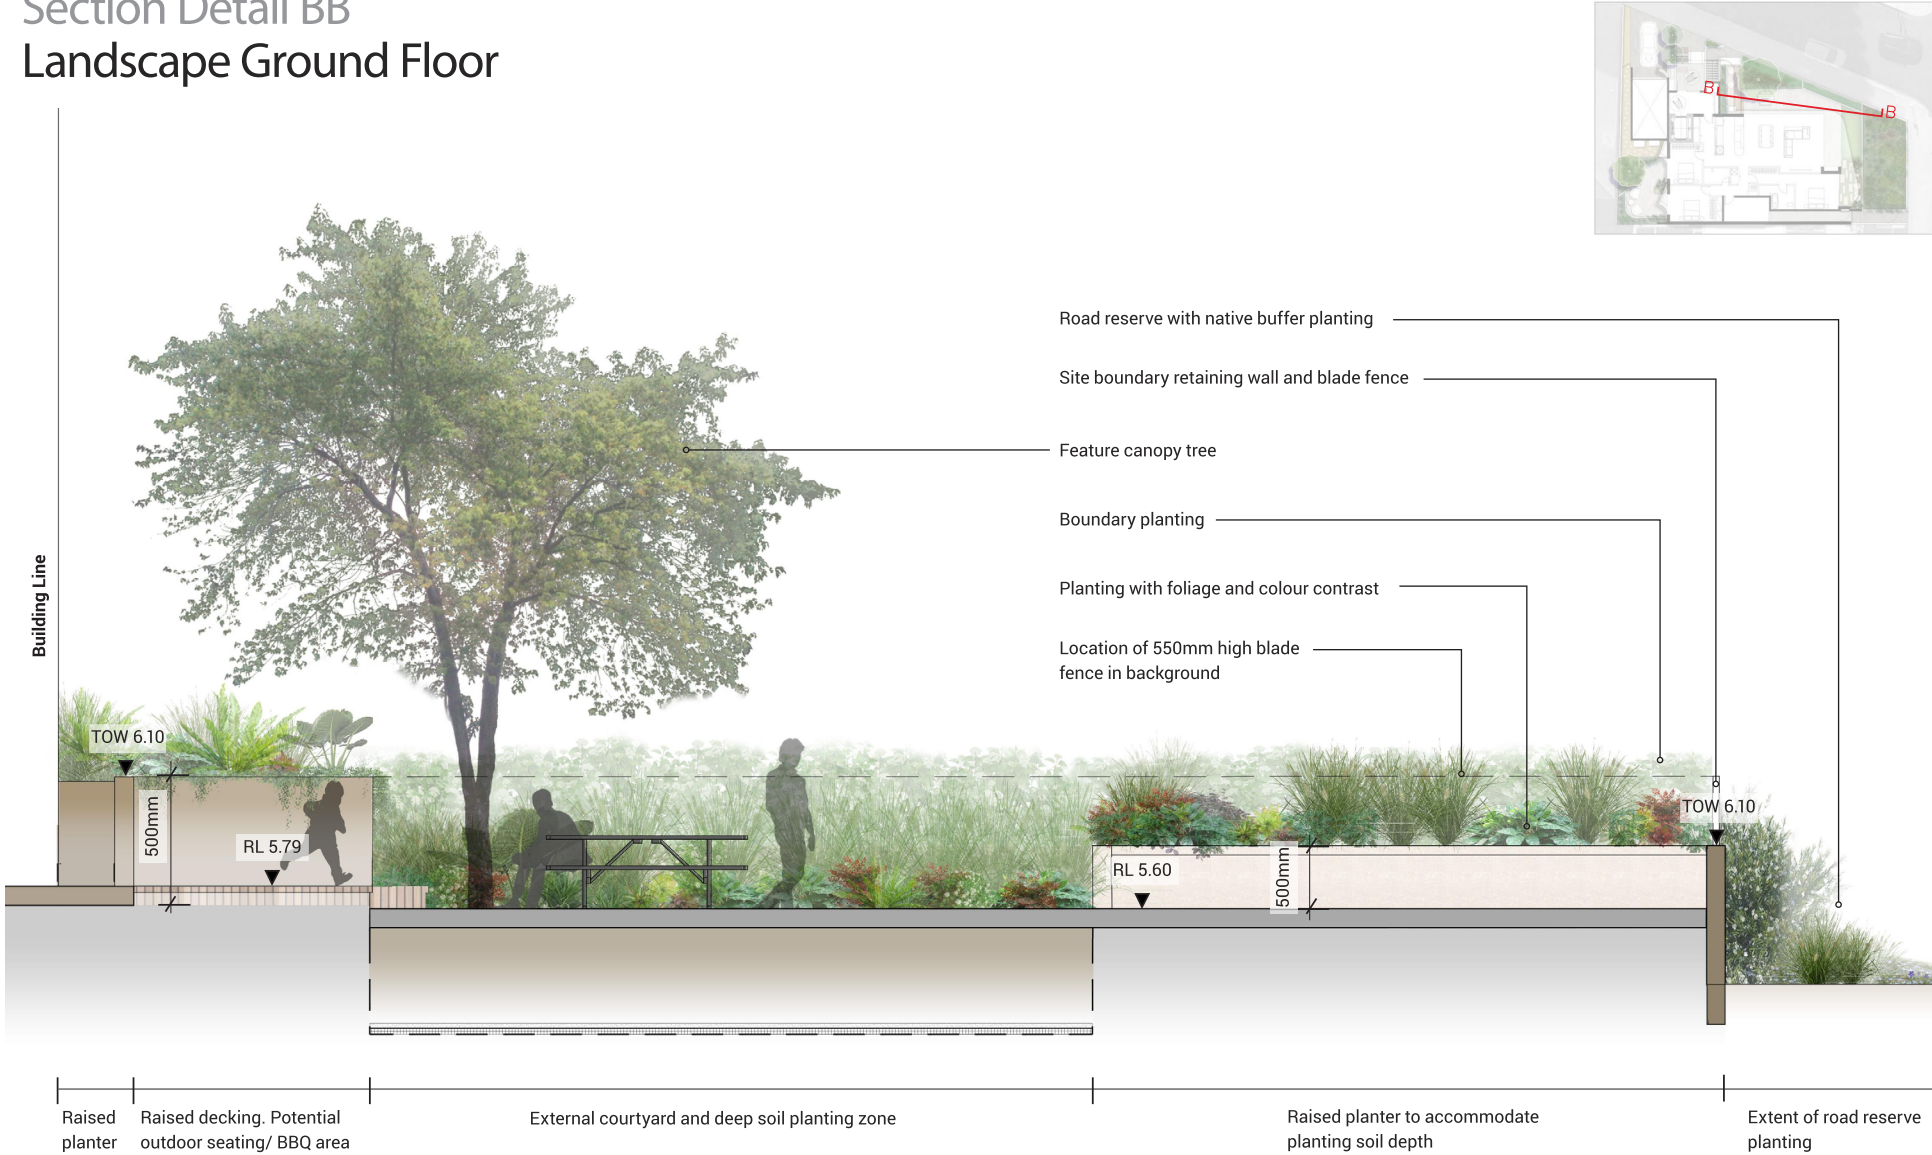 Section Detail BB
Landscape Ground Floor
B
B
Road reserve with native buffer planting
Site boundary retaining wall and blade fence
Feature canopy tree
Boundary planting
Planting with foliage and colour contrast
Location of 550mm high blade
fence in background
Building Line
TOW 6.10
500mm
RL 5.79
TOW 6.10
RL 5.60
500mm
Raised
planter
Raised decking. Potential
outdoor seating/ BBQ area
External courtyard and deep soil planting zone
Raised planter to accommodate
planting soil depth
Extent of road reserve
planting